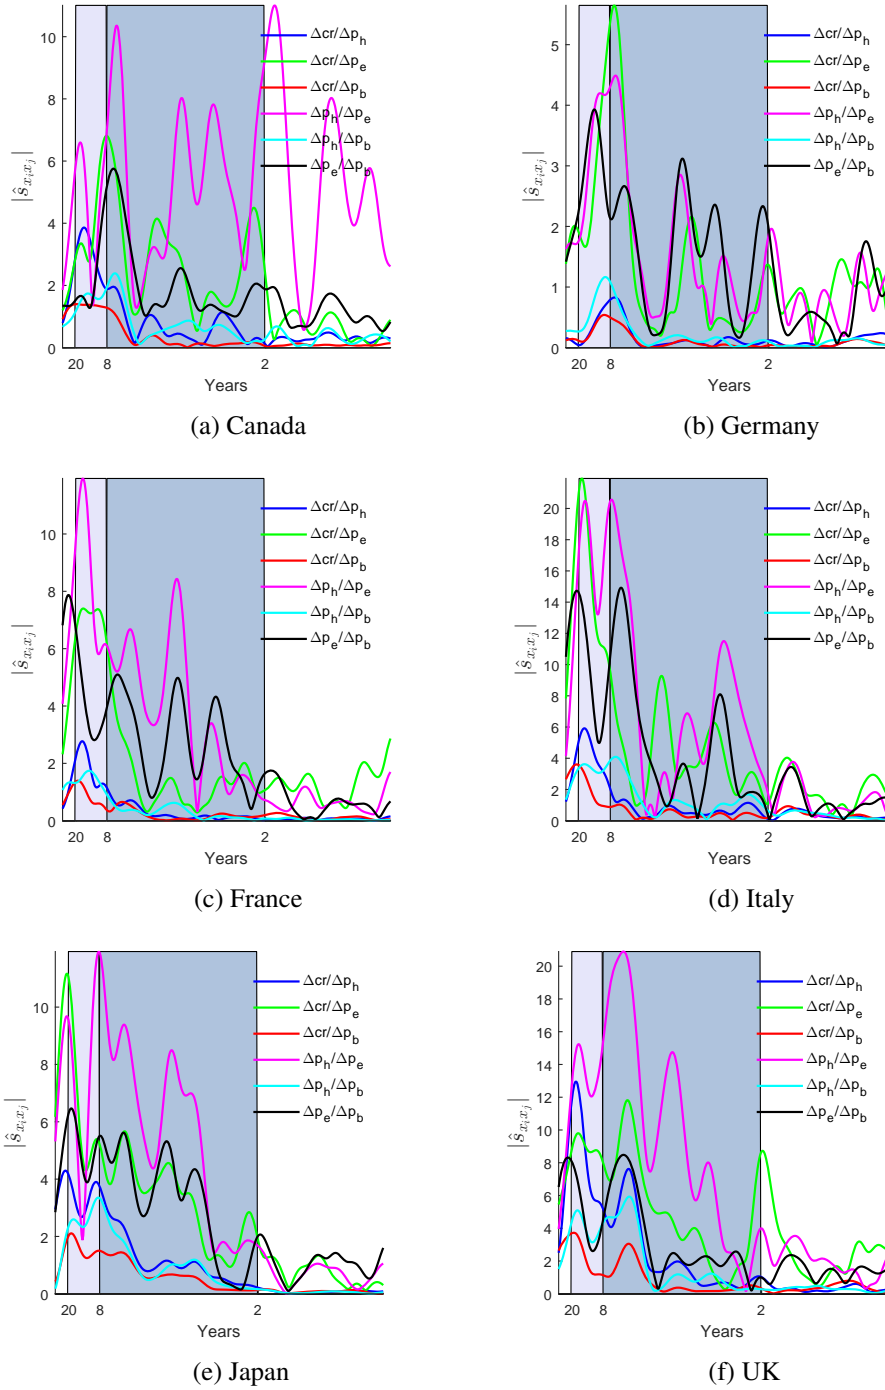 10
8
6
4
2
0
|ŝ_{x_i x_j}|
Δcr/Δp_h
Δcr/Δp_e
Δcr/Δp_b
Δp_h/Δp_e
Δp_h/Δp_b
Δp_e/Δp_b
20 8 2
Years
(a) Canada
5
4
3
2
1
0
|ŝ_{x_i x_j}|
Δcr/Δp_h
Δcr/Δp_e
Δcr/Δp_b
Δp_h/Δp_e
Δp_h/Δp_b
Δp_e/Δp_b
20 8 2
Years
(b) Germany
10
8
6
4
2
0
|ŝ_{x_i x_j}|
Δcr/Δp_h
Δcr/Δp_e
Δcr/Δp_b
Δp_h/Δp_e
Δp_h/Δp_b
Δp_e/Δp_b
20 8 2
Years
(c) France
20
18
16
14
12
10
8
6
4
2
0
|ŝ_{x_i x_j}|
Δcr/Δp_h
Δcr/Δp_e
Δcr/Δp_b
Δp_h/Δp_e
Δp_h/Δp_b
Δp_e/Δp_b
20 8 2
Years
(d) Italy
10
8
6
4
2
0
|ŝ_{x_i x_j}|
Δcr/Δp_h
Δcr/Δp_e
Δcr/Δp_b
Δp_h/Δp_e
Δp_h/Δp_b
Δp_e/Δp_b
20 8 2
Years
(e) Japan
20
18
16
14
12
10
8
6
4
2
0
|ŝ_{x_i x_j}|
Δcr/Δp_h
Δcr/Δp_e
Δcr/Δp_b
Δp_h/Δp_e
Δp_h/Δp_b
Δp_e/Δp_b
20 8 2
Years
(f) UK